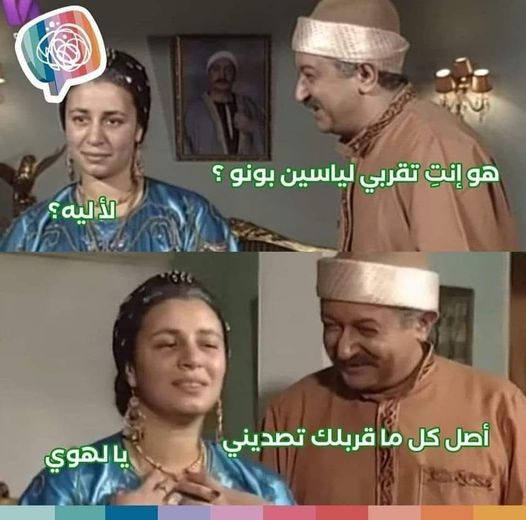 هو إنتِ تقربي لياسين بونو ؟
لأ ليه؟
أصل كل ما قربلك تصديني
يا لهوي